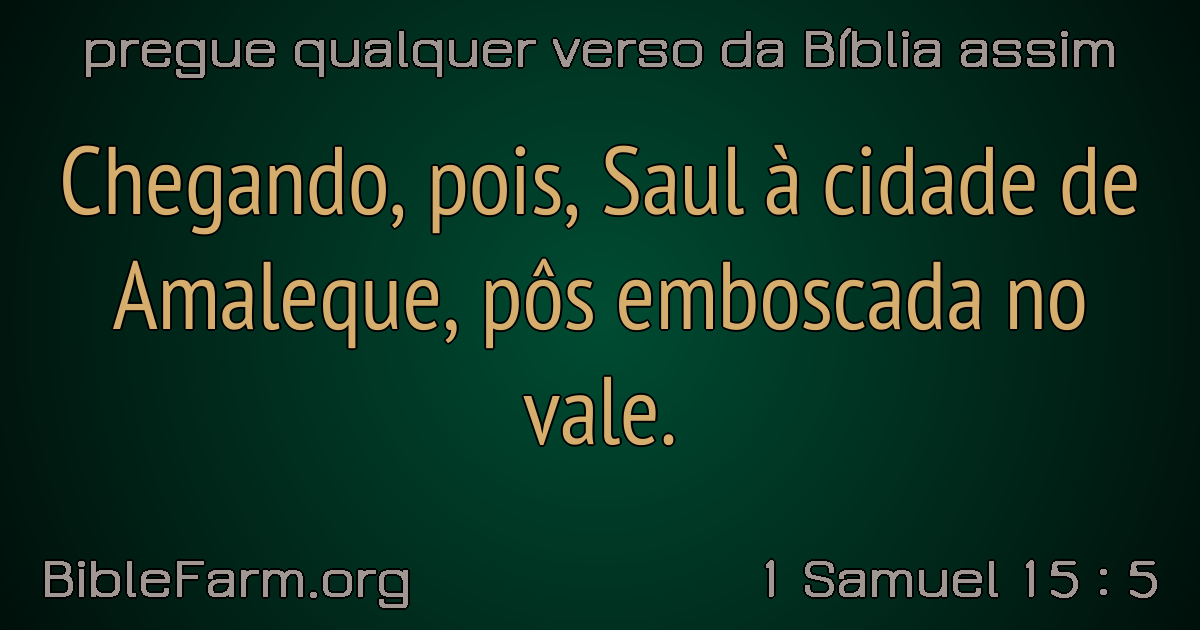 pregue qualquer verso da Bíblia assim
Chegando, pois, Saul à cidade de
Amaleque, pôs emboscada no
vale.
BibleFarm.org
1 Samuel 15 : 5